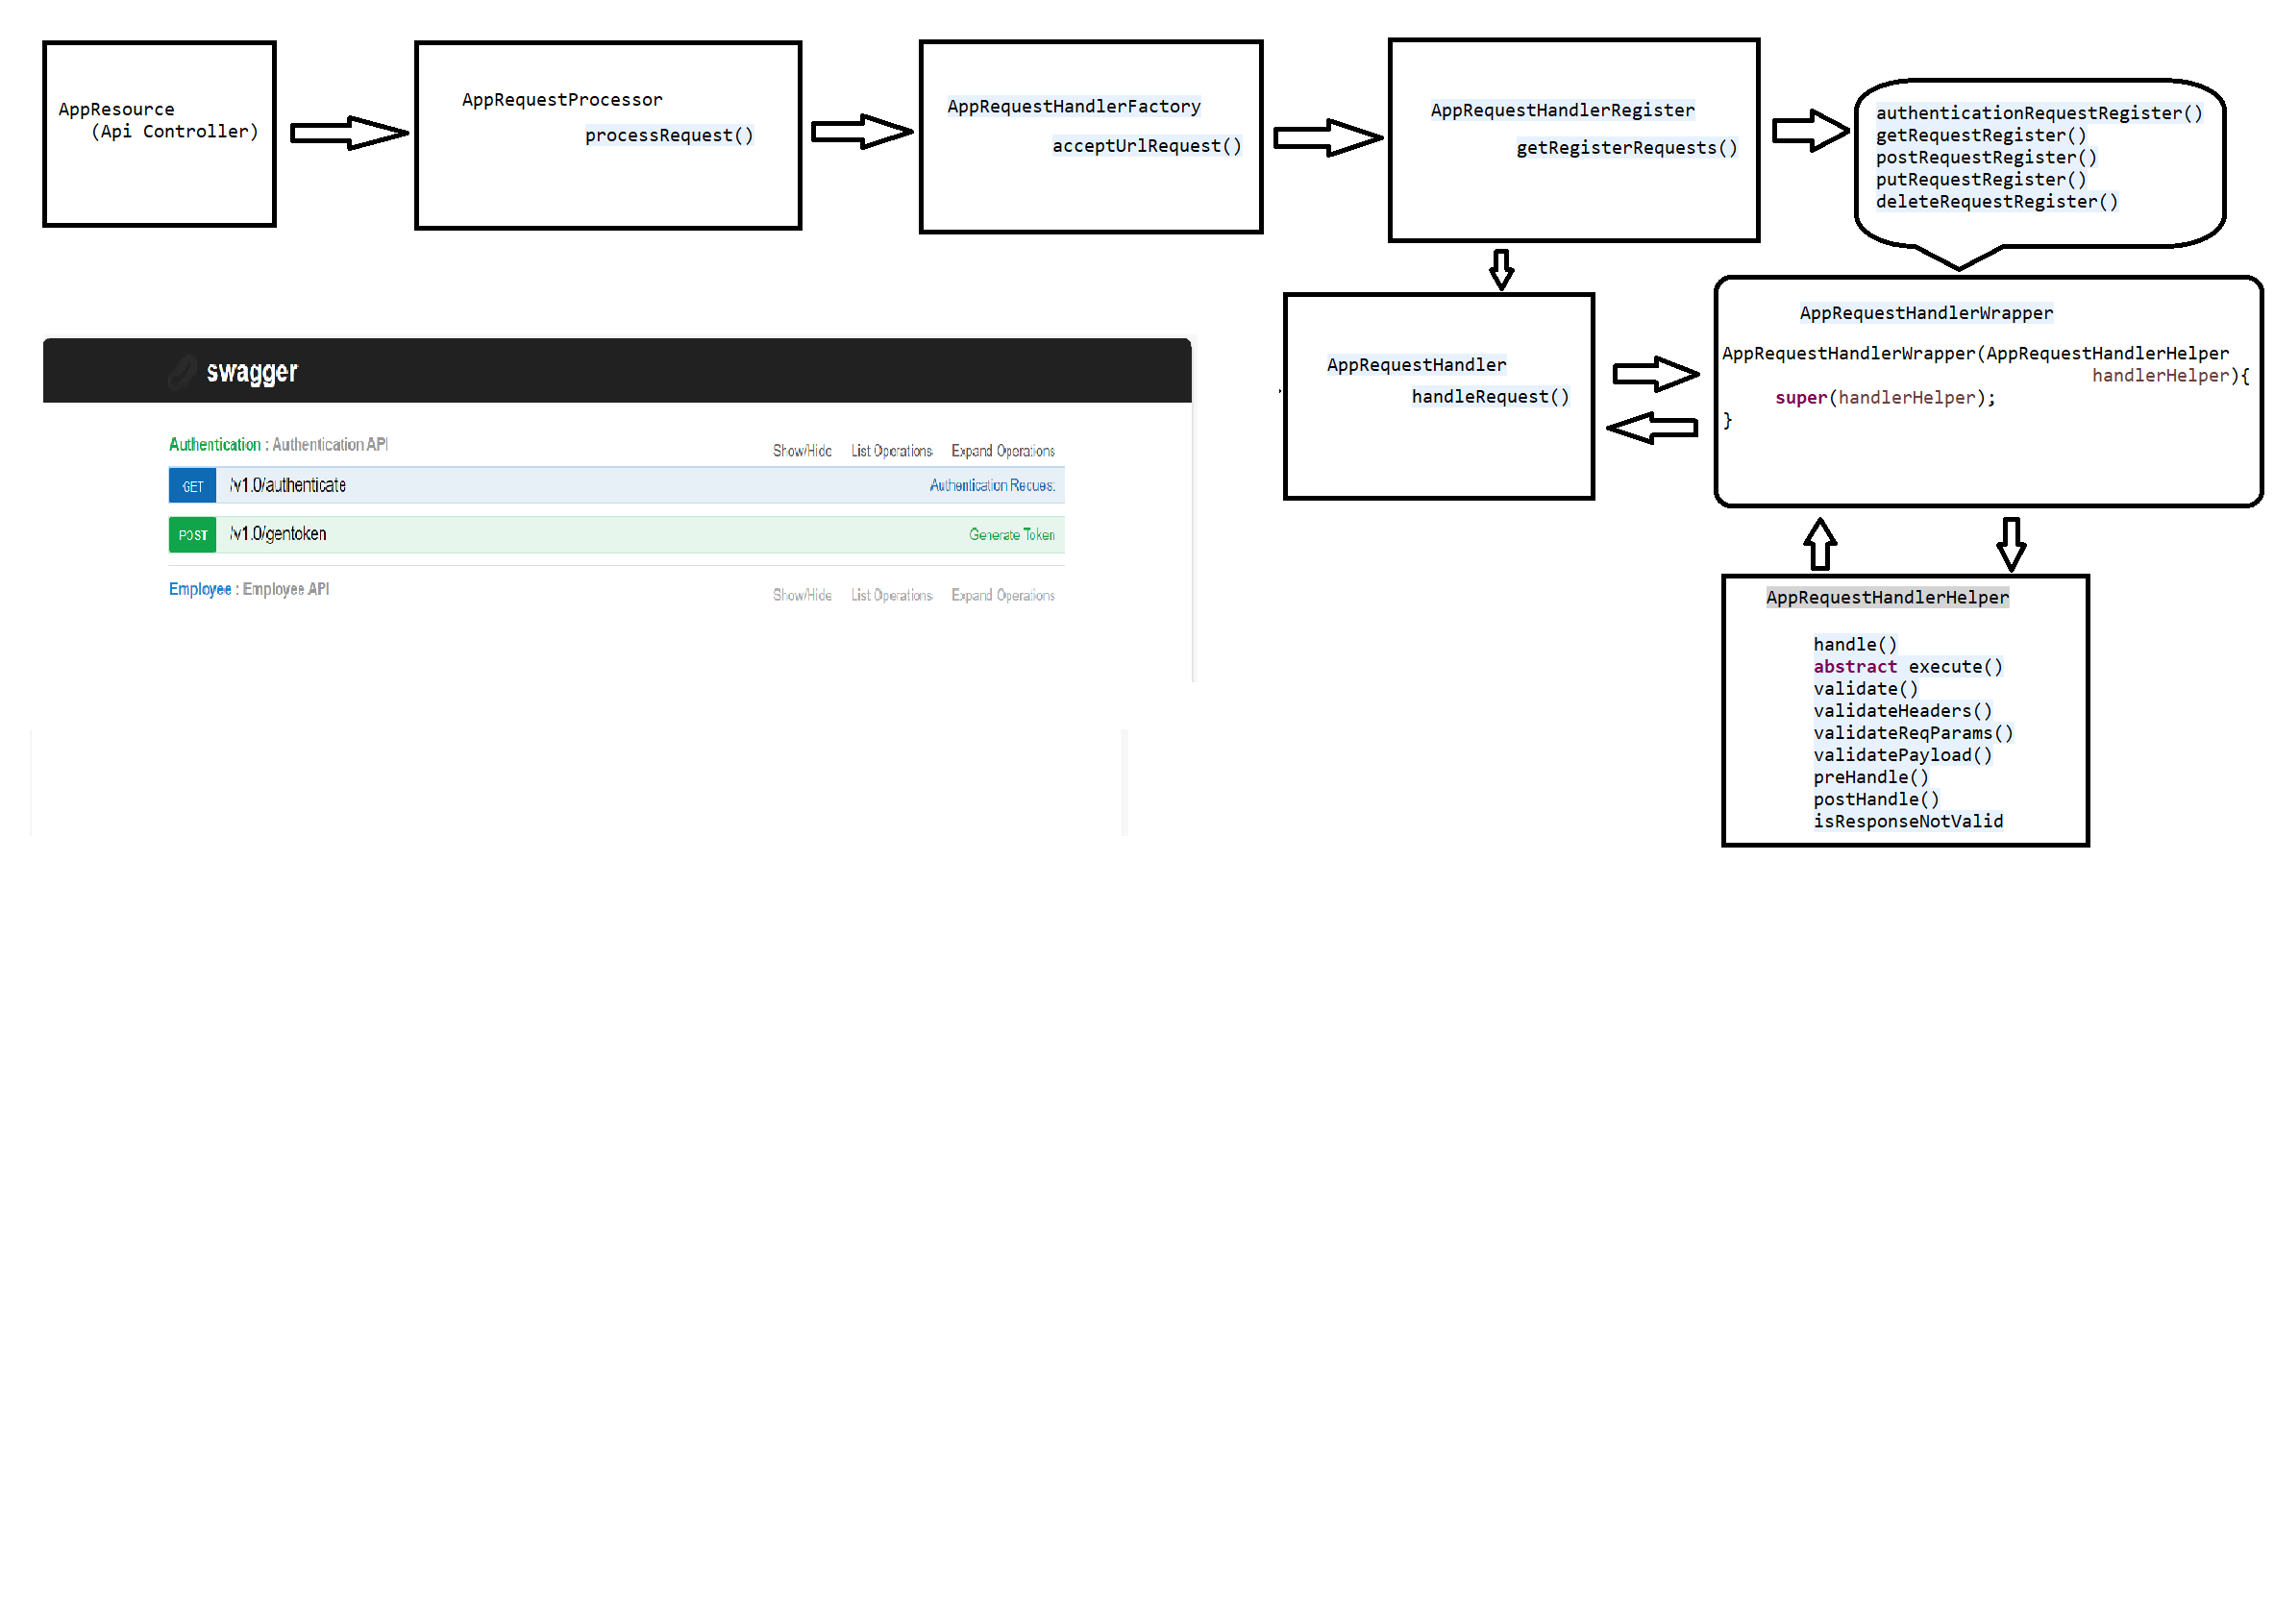 AppResource
(Api Controller)
AppRequestProcessor
processRequest()
AppRequestHandlerFactory
acceptUrlRequest()
AppRequestHandlerRegister
getRegisterRequests()
authenticationRequestRegister()
getRequestRegister()
postRequestRegister()
putRequestRegister()
deleteRequestRegister()
AppRequestHandler
handleRequest()
AppRequestHandlerWrapper
AppRequestHandlerWrapper(AppRequestHandlerHelper
handlerHelper){
super(handlerHelper);
}
AppRequestHandlerHelper
handle()
abstract execute()
validate()
validateHeaders()
validateReqParams()
validatePayload()
preHandle()
postHandle()
isResponseNotValid
swagger
Authentication : Authentication API Show/Hide List Operations Expand Operations
GET /v1.0/authenticate Authentication Reques:
POST /v1.0/gentoken Generate Token
Employee : Employee API Show/Hide List Operations Expand Operations